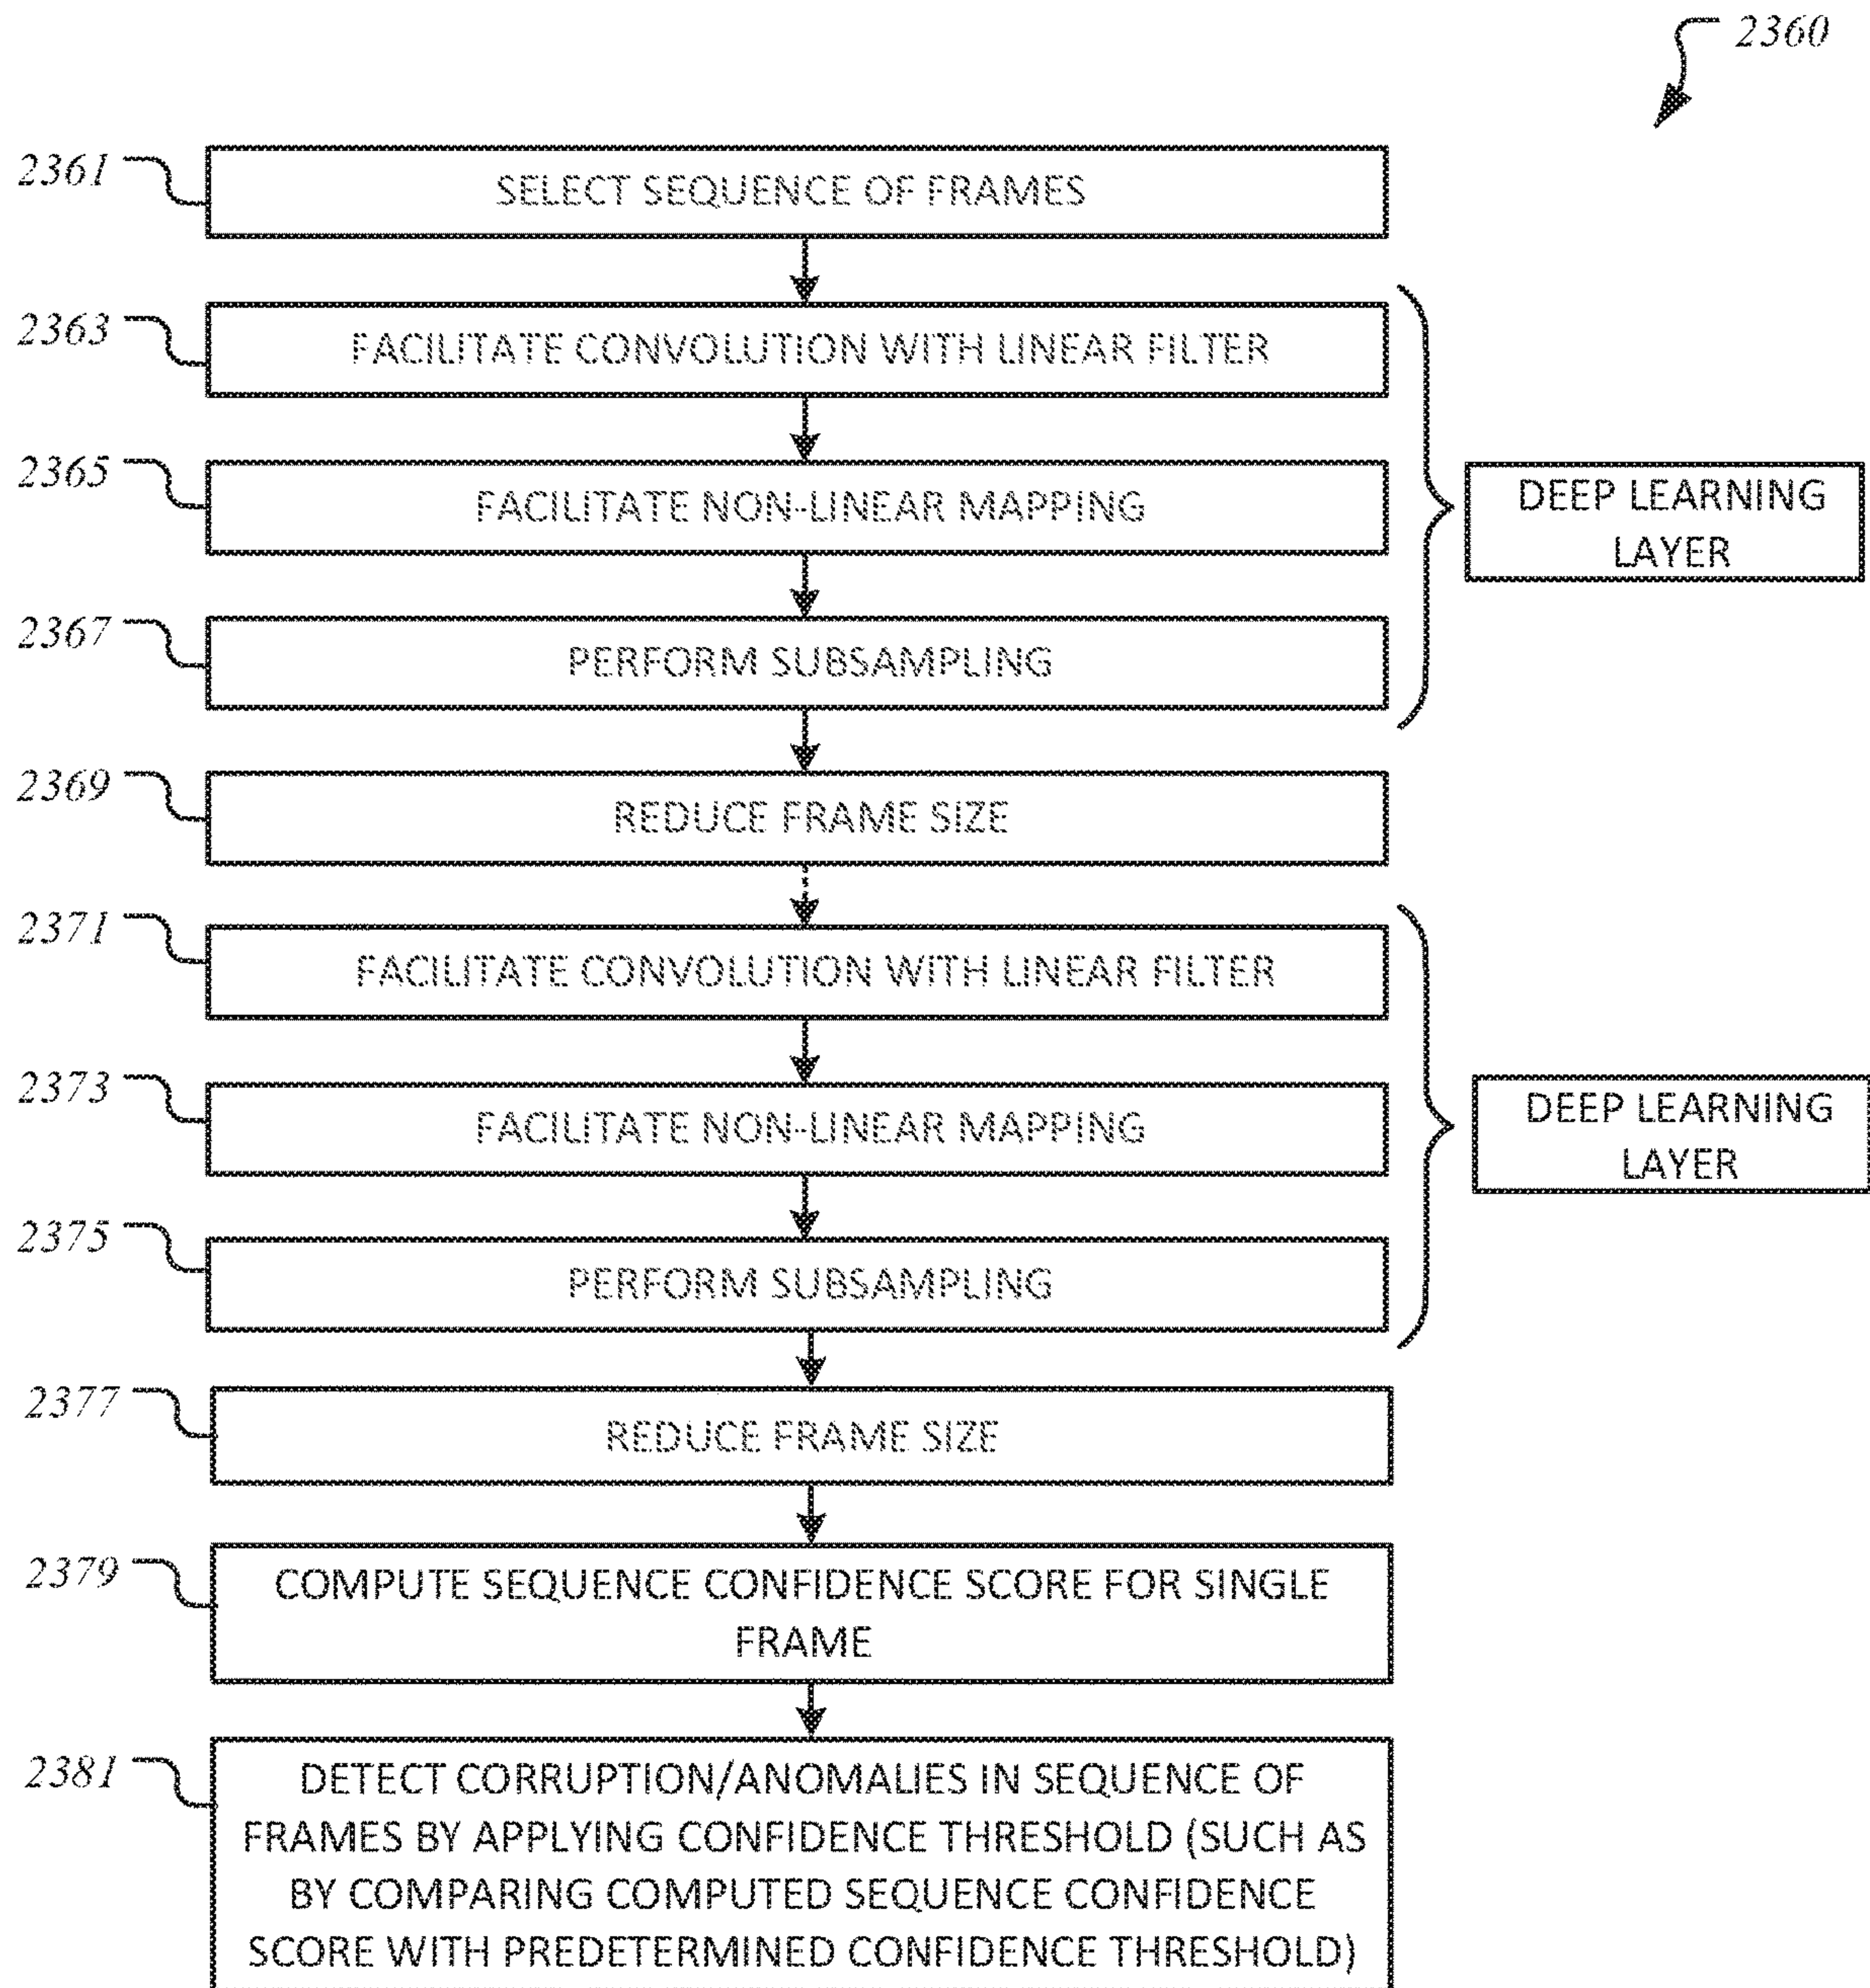 2360
2361
SELECT SEQUENCE OF FRAMES
2363
FACILITATE CONVOLUTION WITH LINEAR FILTER
2365
FACILITATE NON-LINEAR MAPPING
DEEP LEARNING
LAYER
2367
PERFORM SUBSAMPLING
2369
REDUCE FRAME SIZE
2371
FACILITATE CONVOLUTION WITH LINEAR FILTER
2373
FACILITATE NON-LINEAR MAPPING
DEEP LEARNING
LAYER
2375
PERFORM SUBSAMPLING
2377
REDUCE FRAME SIZE
2379
COMPUTE SEQUENCE CONFIDENCE SCORE FOR SINGLE
FRAME
2381
DETECT CORRUPTION/ANOMALIES IN SEQUENCE OF
FRAMES BY APPLYING CONFIDENCE THRESHOLD (SUCH AS
BY COMPARING COMPUTED SEQUENCE CONFIDENCE
SCORE WITH PREDETERMINED CONFIDENCE THRESHOLD)